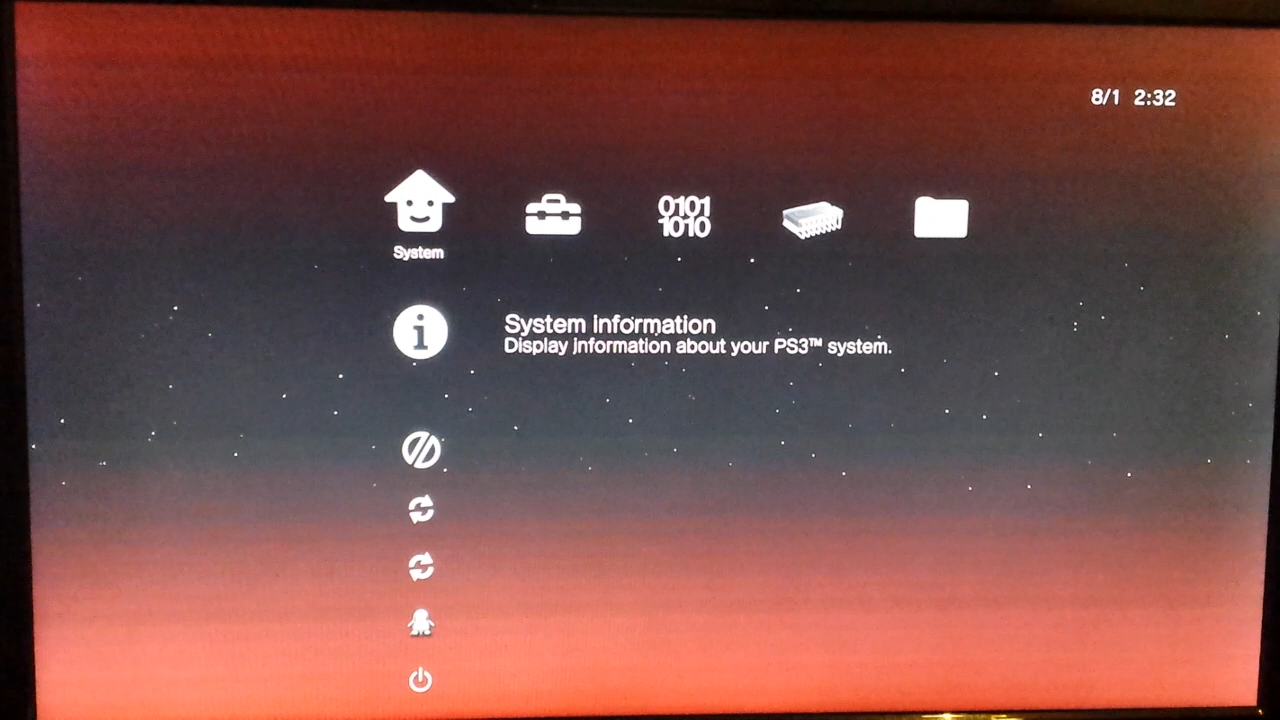 8/1 2:32
0101
1010
System
System information
Display information about your PS3™ system.